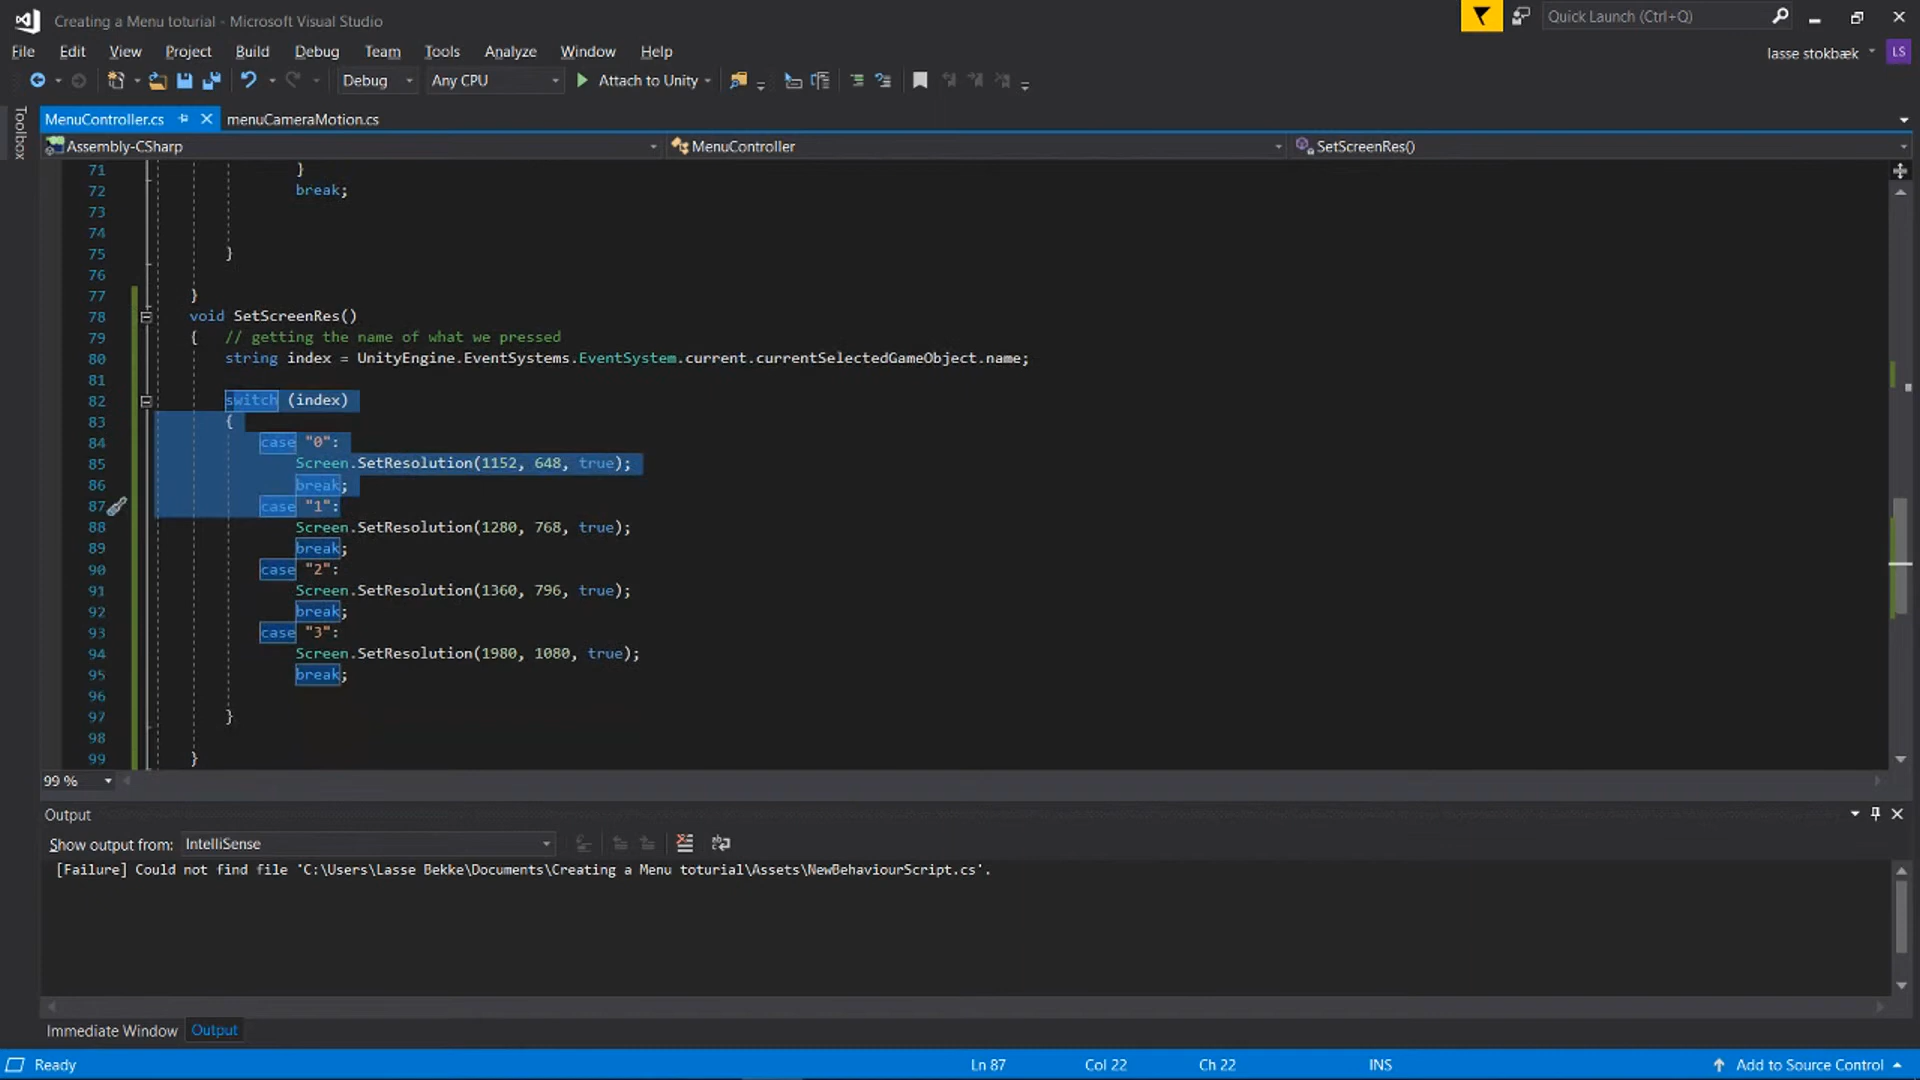 Creating a Menu toturial - Microsoft Visual Studio
Quick Launch (Ctrl+Q)
File Edit View Project Build Debug Team Tools Analyze Window Help
lasse stokbæk LS
Debug Any CPU Attach to Unity
Toolbox
MenuController.cs menuCameraMotion.cs
Assembly-CSharp MenuController SetScreenRes()
71 }
72 break;
73
74
75 }
76
77 }
78 void SetScreenRes()
79 { // getting the name of what we pressed
80 string index = UnityEngine.EventSystems.EventSystem.current.currentSelectedGameObject.name;
81
82 switch (index)
83 {
84 case "0":
85 Screen.SetResolution(1152, 648, true);
86 break;
87 case "1":
88 Screen.SetResolution(1280, 768, true);
89 break;
90 case "2":
91 Screen.SetResolution(1360, 796, true);
92 break;
93 case "3":
94 Screen.SetResolution(1980, 1080, true);
95 break;
96
97 }
98
99 }
99 %
Output
Show output from: IntelliSense
[Failure] Could not find file 'C:\Users\Lasse Bekke\Documents\Creating a Menu toturial\Assets\NewBehaviourScript.cs'.
Immediate Window Output
Ready Ln 87 Col 22 Ch 22 INS Add to Source Control